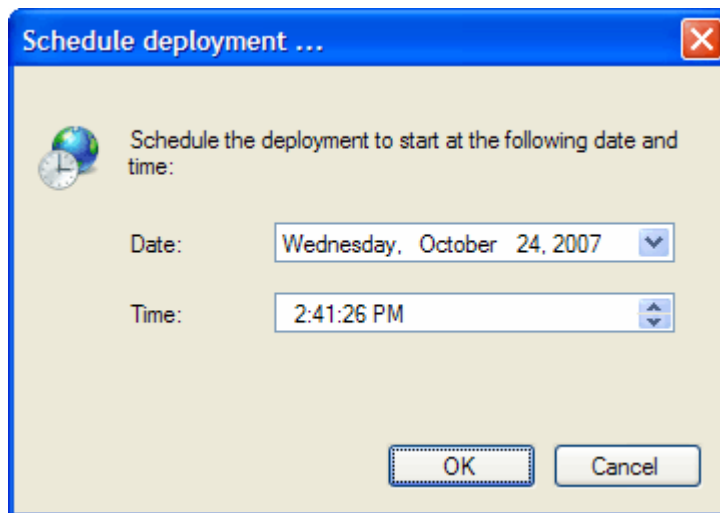 Schedule deployment ...
Schedule the deployment to start at the following date and
time:
Date: Wednesday, October 24, 2007
Time: 2:41:26 PM
OK Cancel